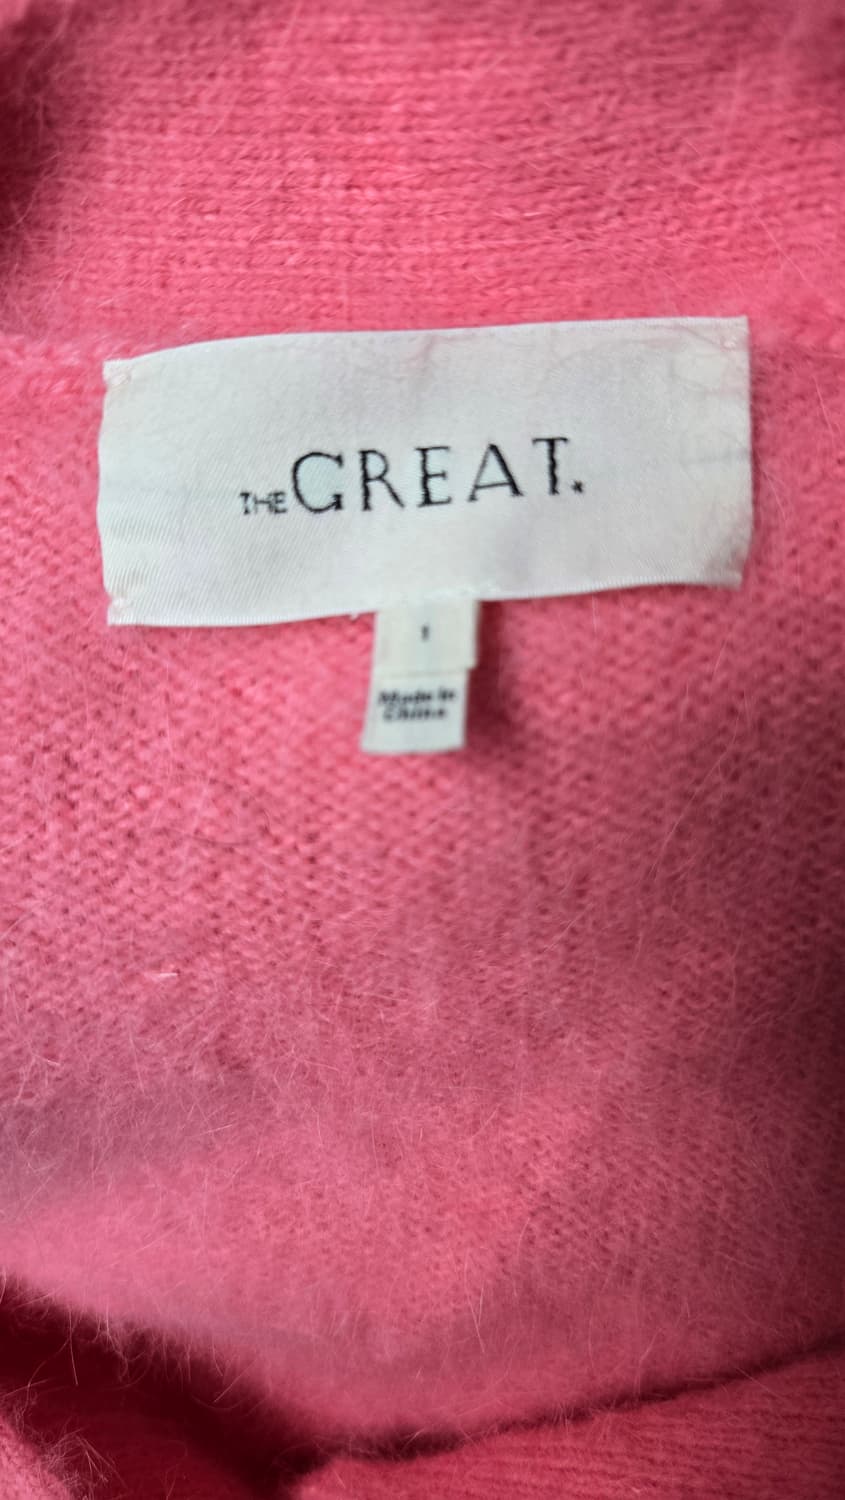 THE GREAT.
1
Made in
China